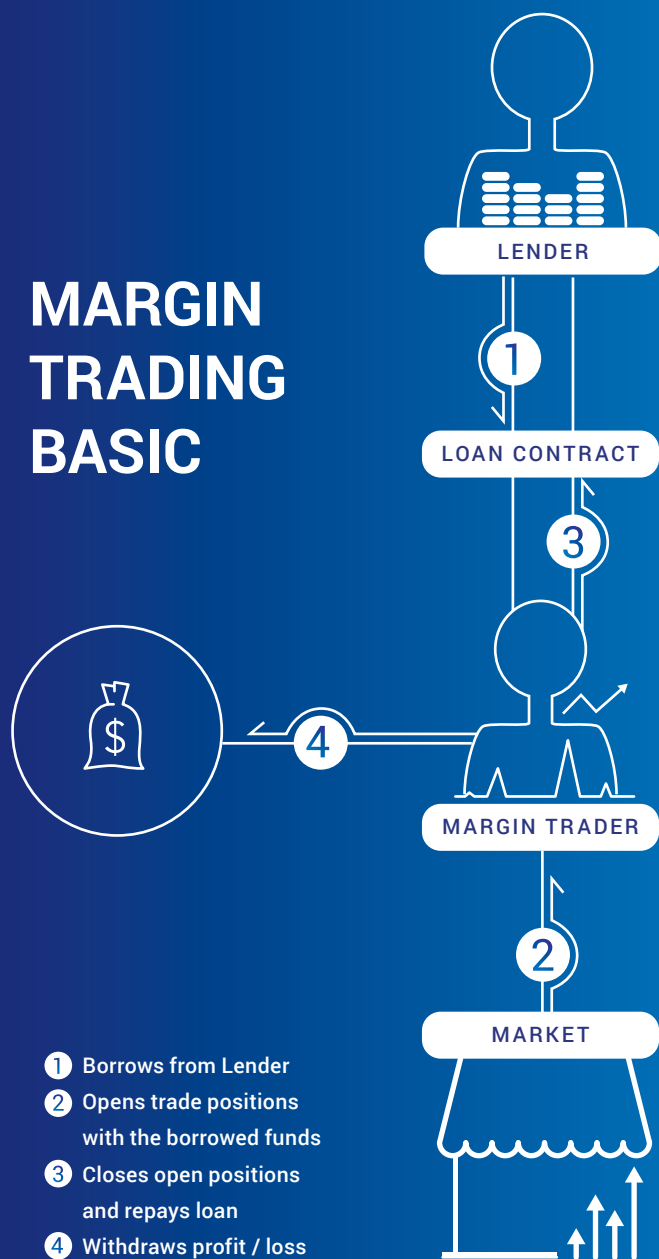 MARGIN
TRADING
BASIC
LENDER
1
LOAN CONTRACT
3
$
4
MARGIN TRADER
2
MARKET
1 Borrows from Lender
2 Opens trade positions
with the borrowed funds
3 Closes open positions
and repays loan
4 Withdraws profit / loss